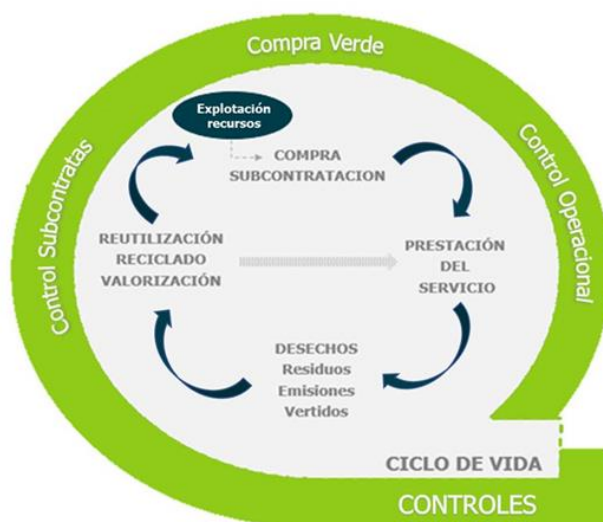 Compra Verde
Explotación
recursos
COMPRA
SUBCONTRATACION
Control Subcontratas
Control Operacional
REUTILIZACIÓN
RECICLADO
VALORIZACIÓN
PRESTACIÓN
DEL
SERVICIO
DESECHOS
Residuos
Emisiones
Vertidos
CICLO DE VIDA
CONTROLES